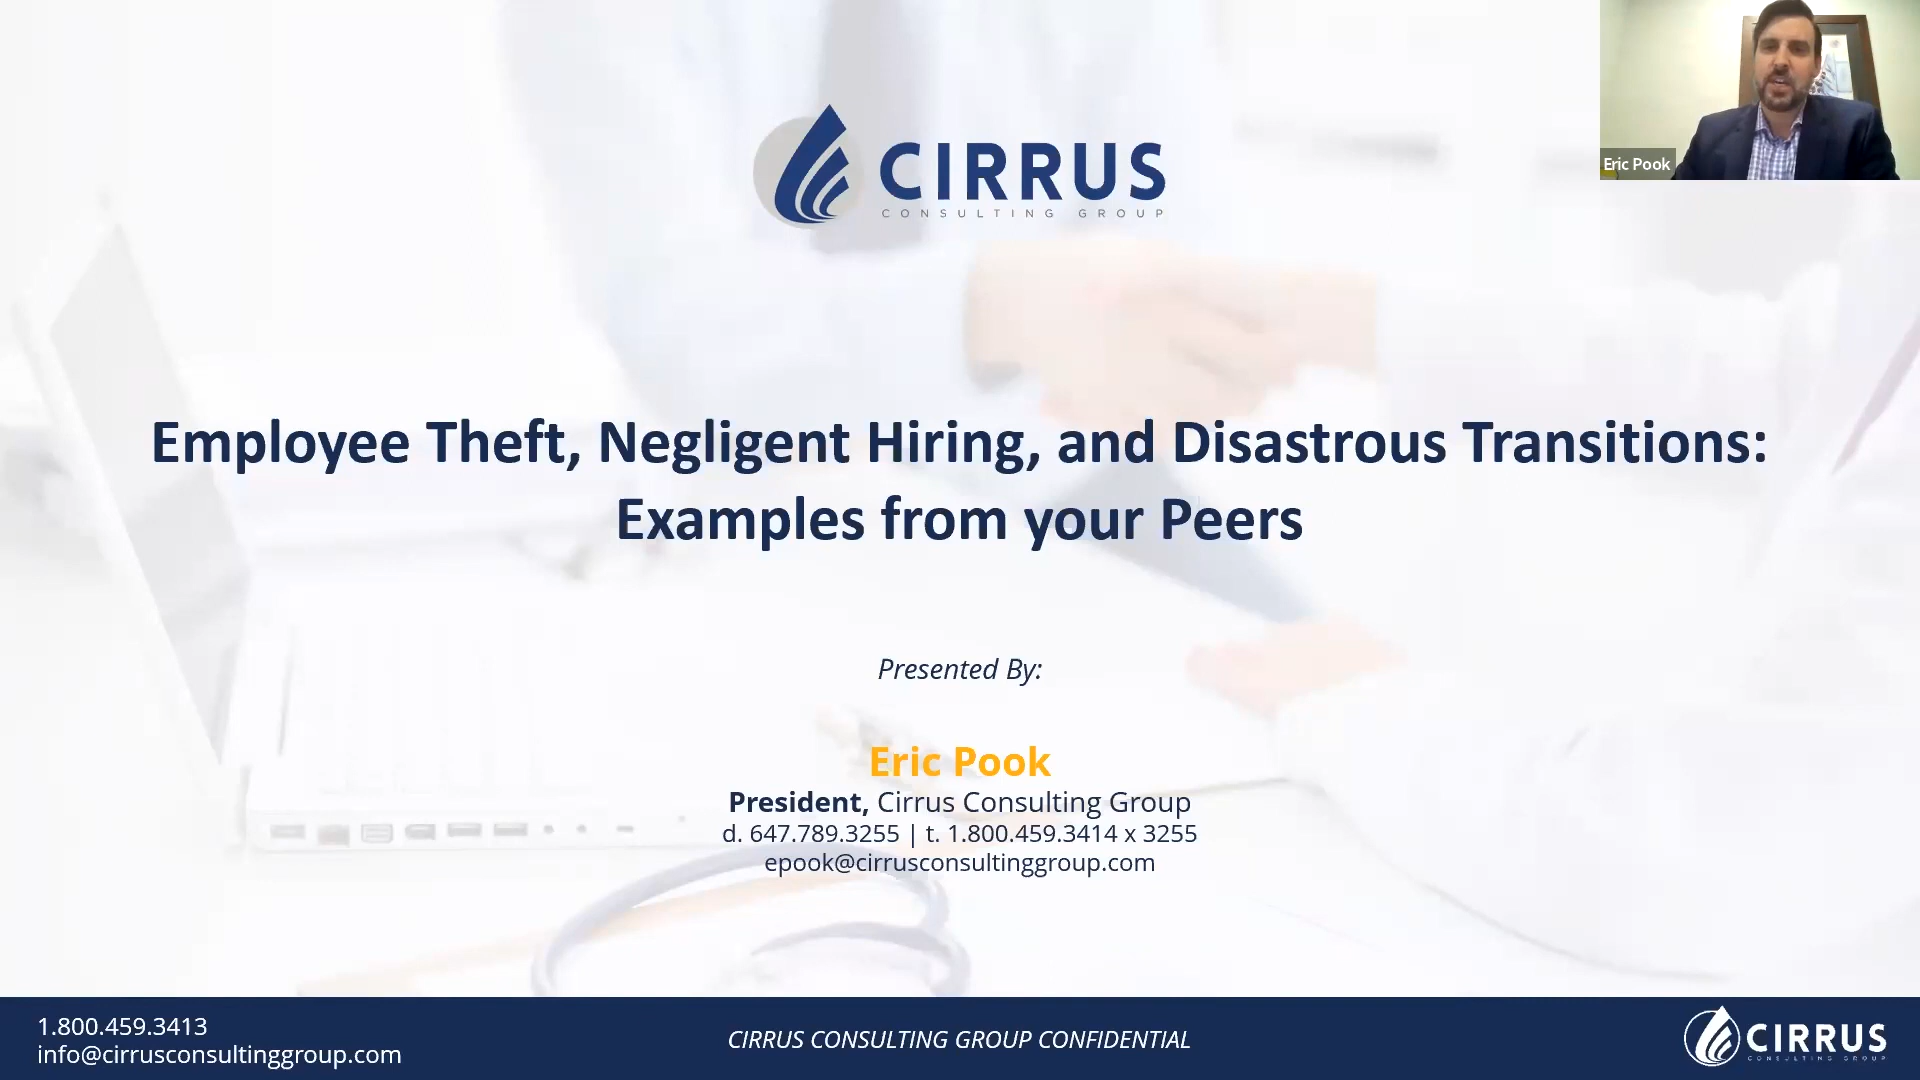 CIRRUS
CONSULTING GROUP
Eric Pook
Employee Theft, Negligent Hiring, and Disastrous Transitions:
Examples from your Peers
Presented By:
Eric Pook
President, Cirrus Consulting Group
d. 647.789.3255 | t. 1.800.459.3414 x 3255
epook@cirrusconsultinggroup.com
1.800.459.3413
info@cirrusconsultinggroup.com
CIRRUS CONSULTING GROUP CONFIDENTIAL
CIRRUS
CONSULTING GROUP